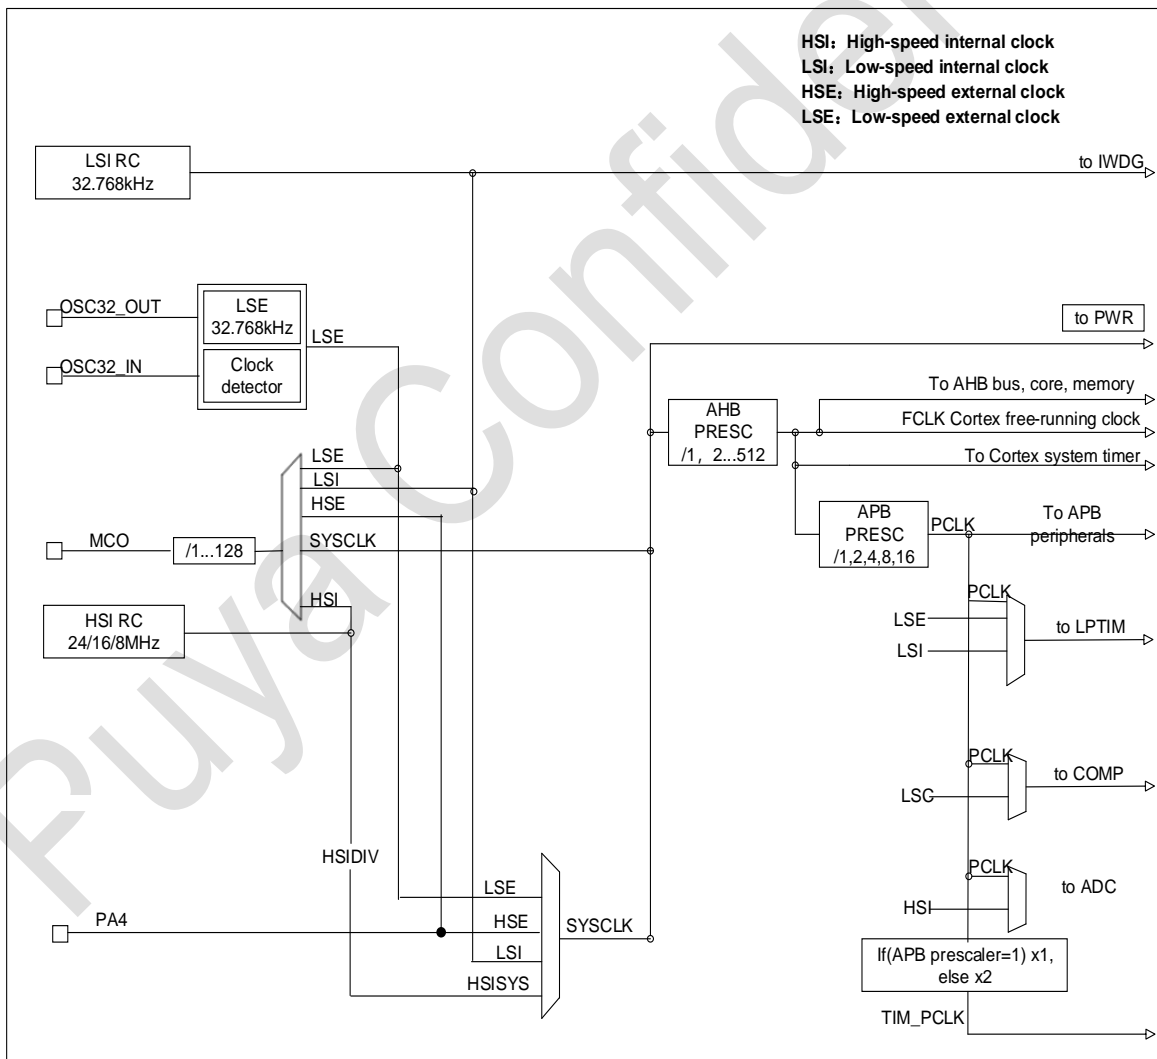 HSI：High-speed internal clock
LSI：Low-speed internal clock
HSE：High-speed external clock
LSE：Low-speed external clock
LSI RC
32.768kHz
to IWDG
OSC32_OUT
OSC32_IN
LSE
32.768kHz
Clock
detector
LSE
to PWR
To AHB bus, core, memory
AHB
PRESC
/1，2...512
FCLK Cortex free-running clock
To Cortex system timer
LSE
LSI
HSE
SYSCLK
HSI
MCO
/1...128
APB
PRESC
/1,2,4,8,16
PCLK
To APB
peripherals
HSI RC
24/16/8MHz
PCLK
LSE
LSI
to LPTIM
PCLK
LSC
to COMP
HSIDIV
PCLK
HSI
to ADC
PA4
LSE
HSE
LSI
HSISYS
SYSCLK
If(APB prescaler=1) x1,
else x2
TIM_PCLK
Puya